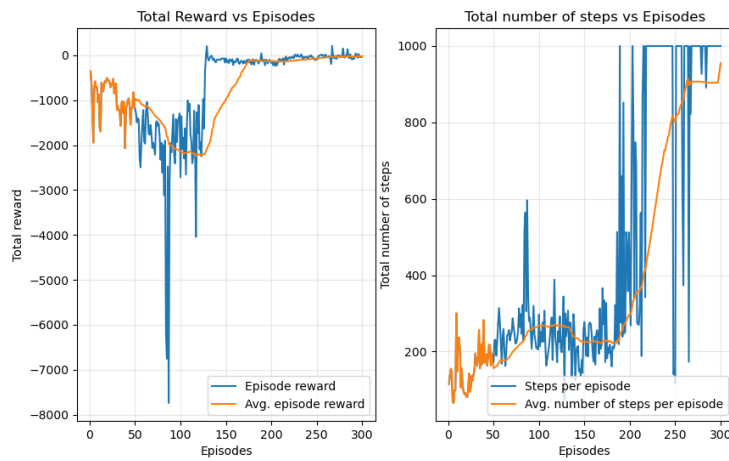 Total Reward vs Episodes
Total reward
0
−1000
−2000
−3000
−4000
−5000
−6000
−7000
−8000
0 50 100 150 200 250 300
Episodes
Episode reward
Avg. episode reward
Total number of steps vs Episodes
Total number of steps
1000
800
600
400
200
0 50 100 150 200 250 300
Episodes
Steps per episode
Avg. number of steps per episode